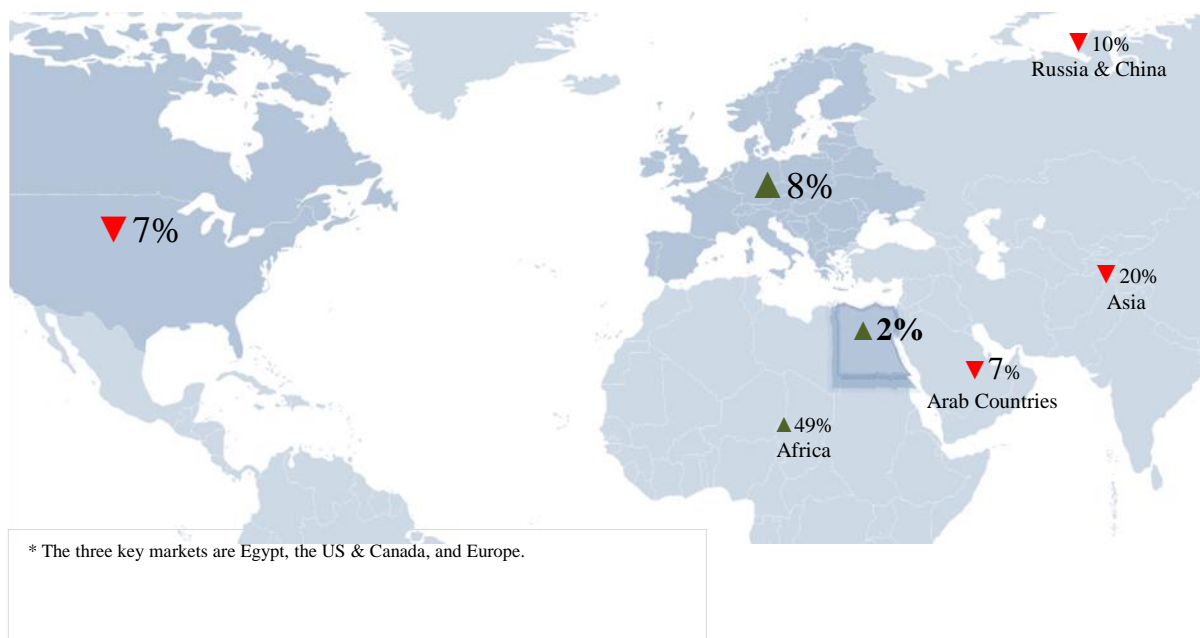 ▼ 10%
Russia & China
▲ 8%
▼ 7%
▼ 20%
Asia
▲ 2%
▼ 7%
Arab Countries
▲ 49%
Africa
* The three key markets are Egypt, the US & Canada, and Europe.